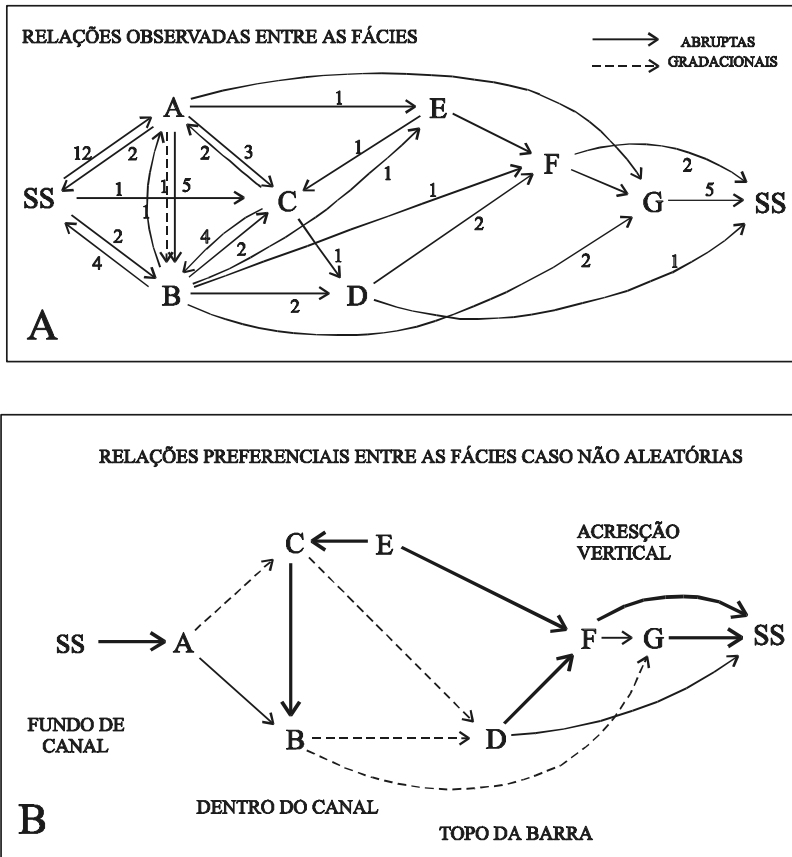 RELAÇÕES OBSERVADAS ENTRE AS FÁCIES
ABRUPTAS
GRADACIONAIS
A
1
E
12
2
2
3
1
F
2
SS
1
1
5
C
1
1
G
5
SS
1
2
4
4
2
1
2
2
1
B
2
D
A
RELAÇÕES PREFERENCIAIS ENTRE AS FÁCIES CASO NÃO ALEATÓRIAS
C
E
ACRESÇÃO
VERTICAL
SS
A
F
G
SS
FUNDO DE
CANAL
B
D
DENTRO DO CANAL
TOPO DA BARRA
B